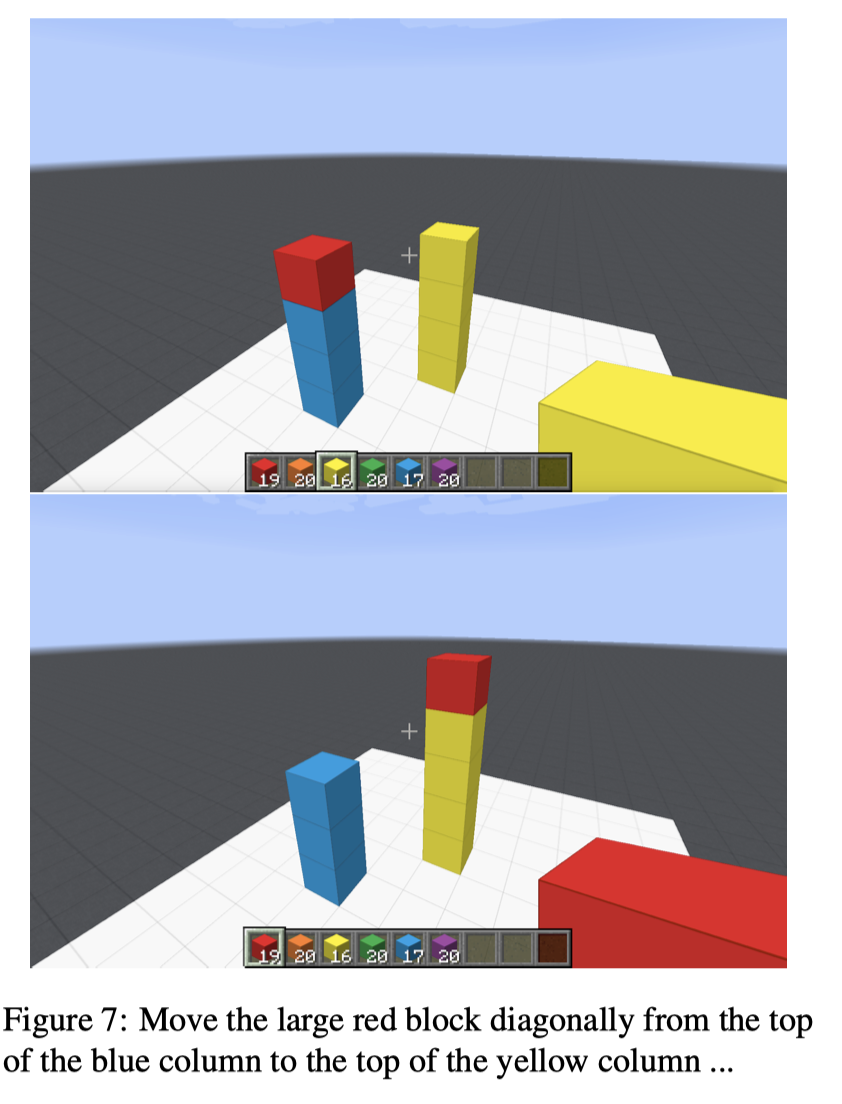 19 20 16 20 17 20
19 20 16 20 17 20
Figure 7: Move the large red block diagonally from the top
of the blue column to the top of the yellow column ...